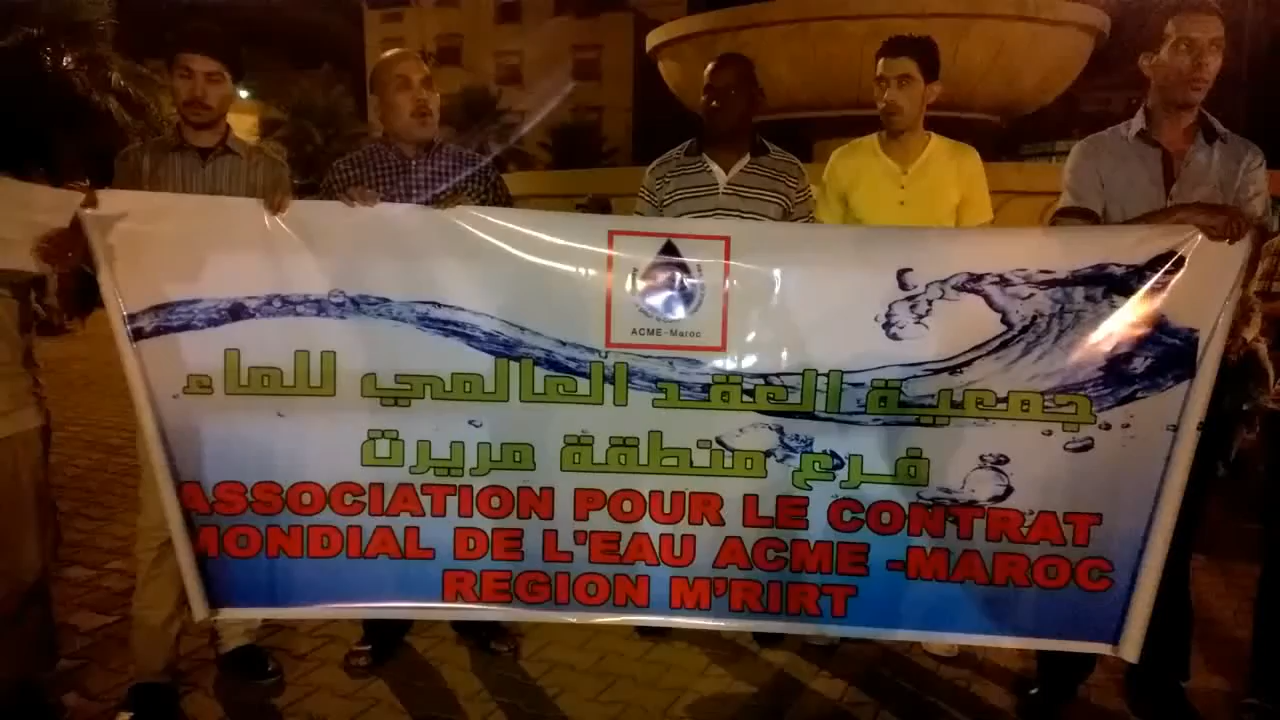 ACME-Maroc
جمعية العقد العالمي للماء
فرع منطقة مريرت
ASSOCIATION POUR LE CONTRAT
MONDIAL DE L'EAU ACME -MAROC
REGION M'RIRT